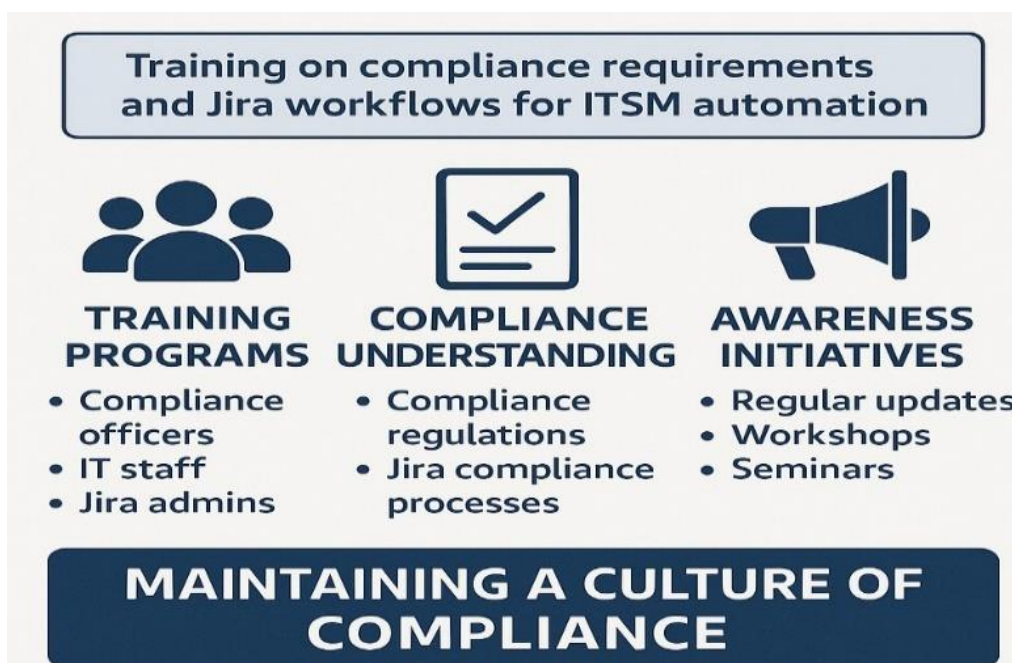 Training on compliance requirements
and Jira workflows for ITSM automation
TRAINING
PROGRAMS
• Compliance
officers
• IT staff
• Jira admins
COMPLIANCE
UNDERSTANDING
• Compliance
regulations
• Jira compliance
processes
AWARENESS
INITIATIVES
• Regular updates
• Workshops
• Seminars
MAINTAINING A CULTURE OF
COMPLIANCE